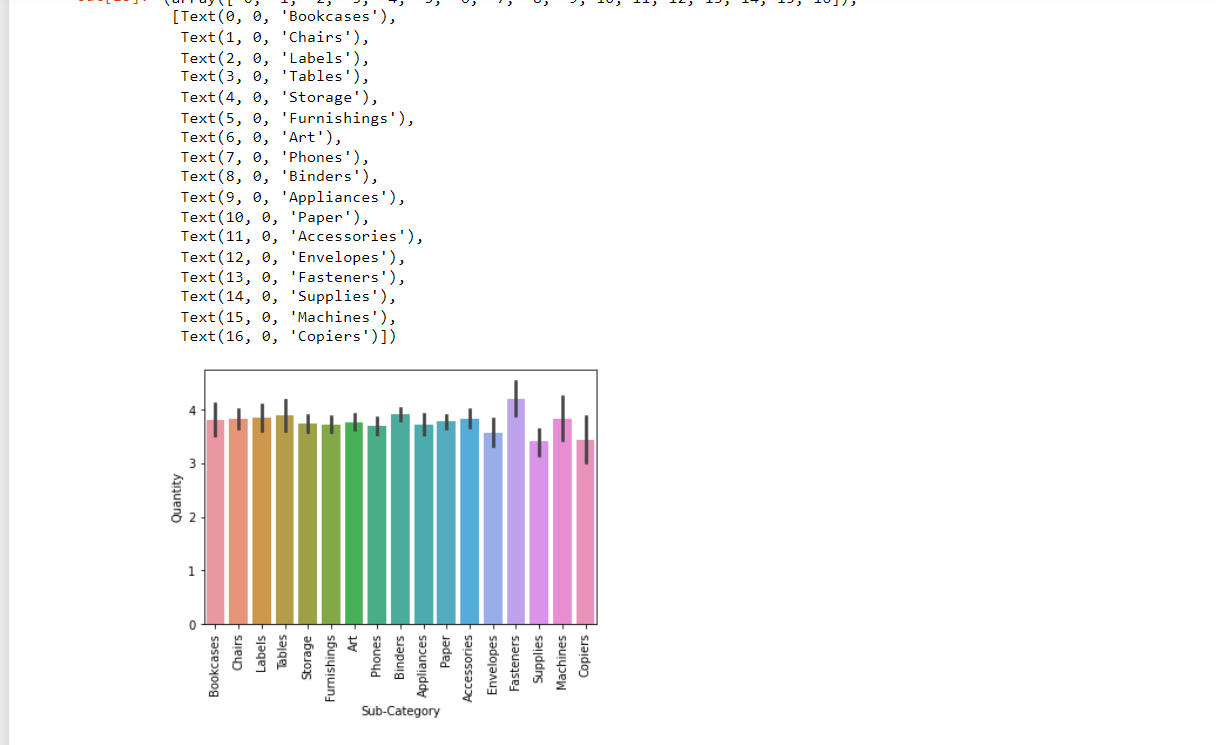 [Text(0, 0, 'Bookcases'),
Text(1, 0, 'Chairs'),
Text(2, 0, 'Labels'),
Text(3, 0, 'Tables'),
Text(4, 0, 'Storage'),
Text(5, 0, 'Furnishings'),
Text(6, 0, 'Art'),
Text(7, 0, 'Phones'),
Text(8, 0, 'Binders'),
Text(9, 0, 'Appliances'),
Text(10, 0, 'Paper'),
Text(11, 0, 'Accessories'),
Text(12, 0, 'Envelopes'),
Text(13, 0, 'Fasteners'),
Text(14, 0, 'Supplies'),
Text(15, 0, 'Machines'),
Text(16, 0, 'Copiers')])
4
3
2
1
0
Quantity
Bookcases
Chairs
Labels
Tables
Storage
Furnishings
Art
Phones
Binders
Appliances
Paper
Accessories
Envelopes
Fasteners
Supplies
Machines
Copiers
Sub-Category